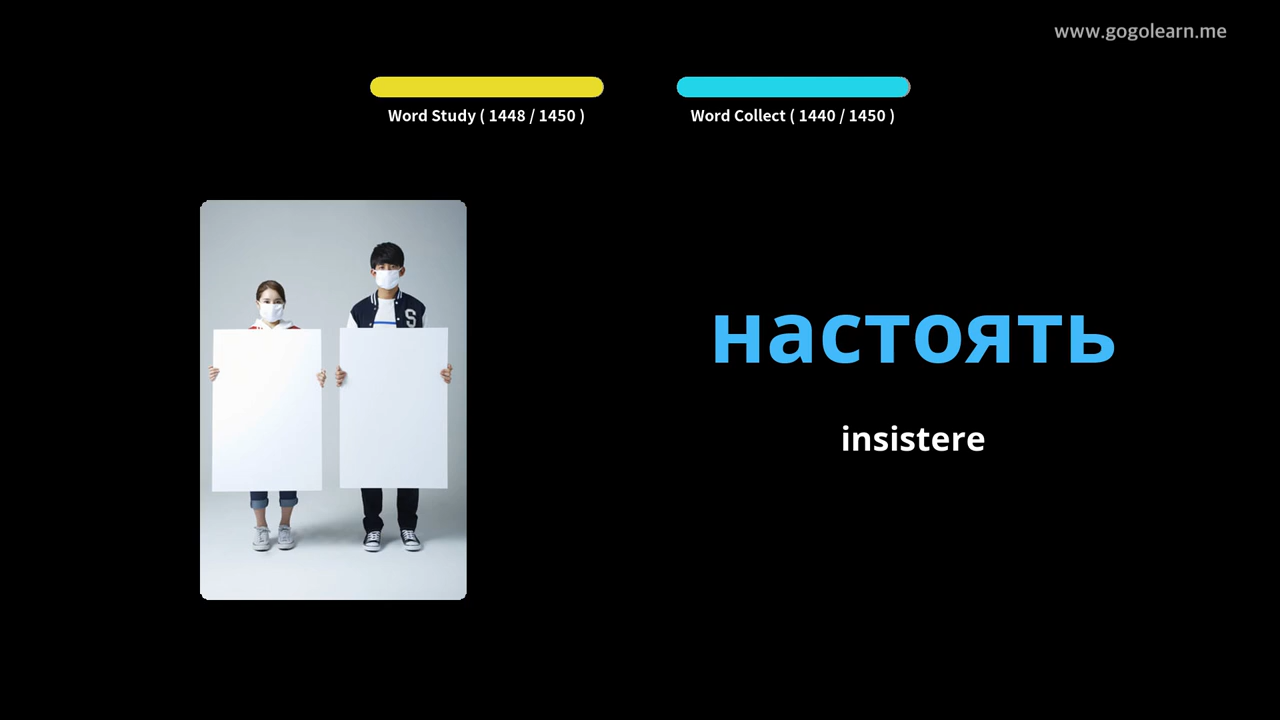 www.gogolearn.me
Word Study ( 1448 / 1450 )
Word Collect ( 1440 / 1450 )
S
настоять
insistere